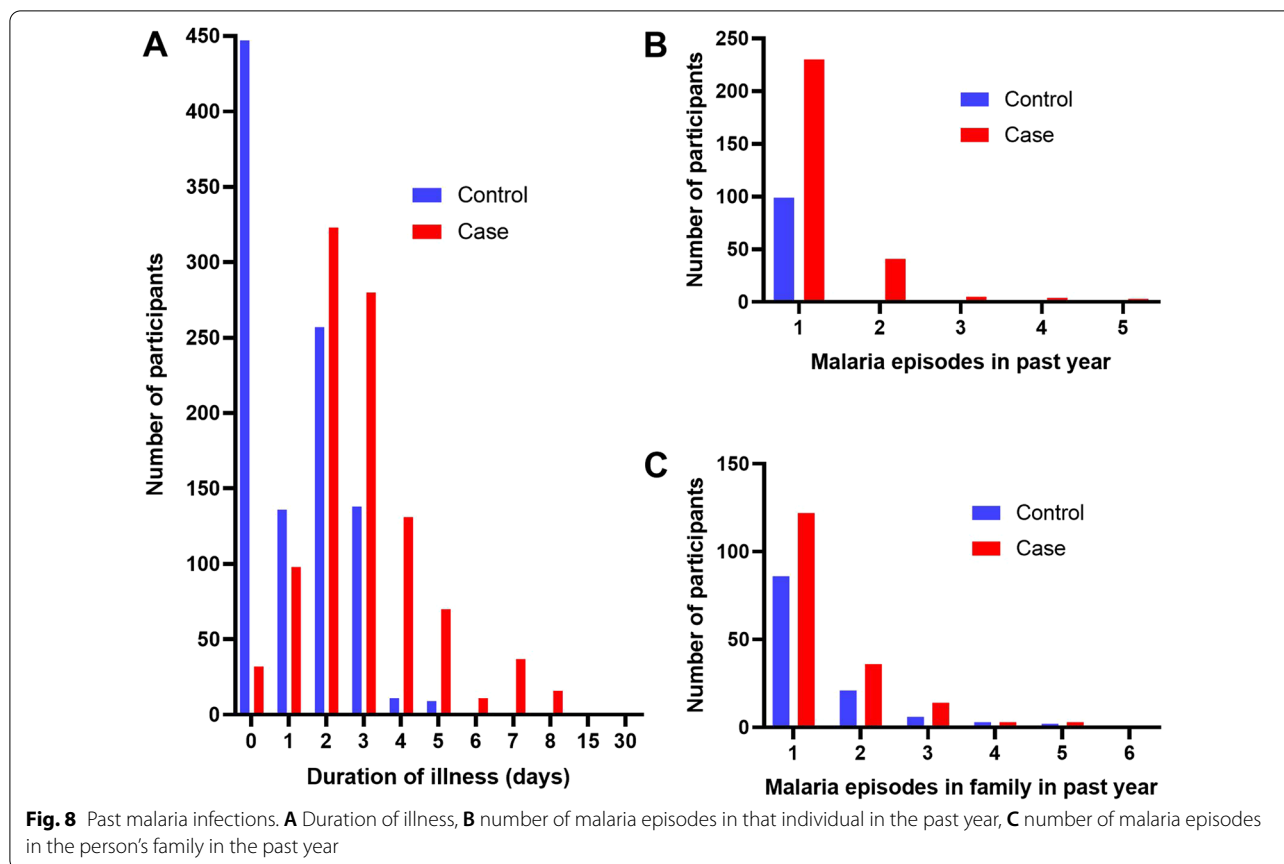 A
450
400
350
300
250
200
150
100
50
0
Number of participants
Control
Case
0 1 2 3 4 5 6 7 8 15 30
Duration of illness (days)
B
250
200
150
100
50
0
Number of participants
Control
Case
1 2 3 4 5
Malaria episodes in past year
C
150
100
50
0
Number of participants
Control
Case
1 2 3 4 5 6
Malaria episodes in family in past year
Fig. 8 Past malaria infections. A Duration of illness, B number of malaria episodes in that individual in the past year, C number of malaria episodes
in the person’s family in the past year